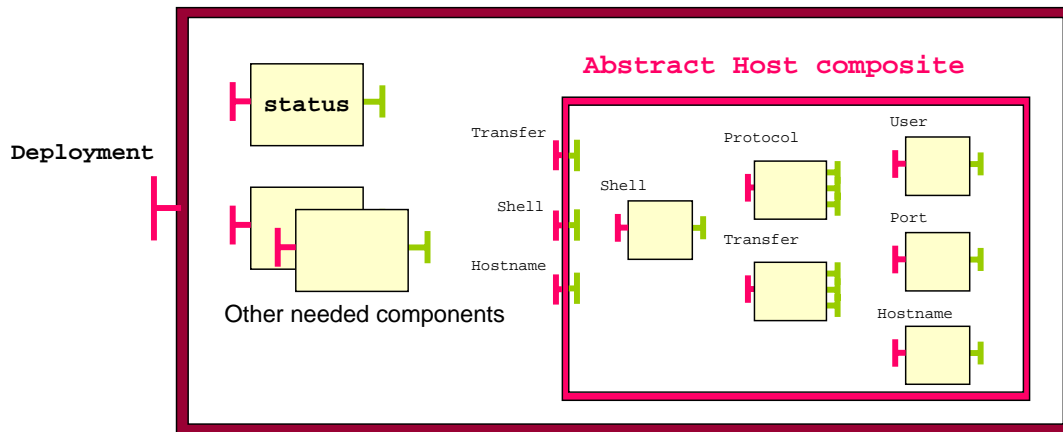 Abstract Host composite
status
Deployment
Transfer
Shell
Hostname
Other needed components
Shell
Protocol
Transfer
User
Port
Hostname